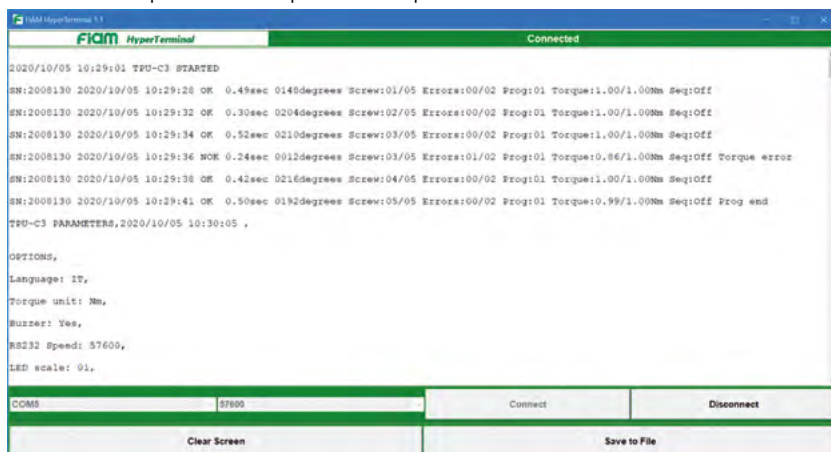 FIAM HyperTerminal 1.1
FIAM HyperTerminal
Connected
2020/10/05 10:29:01 TPU-C3 STARTED
SN:2008130 2020/10/05 10:29:28 OK 0.49sec 0148degrees Screw:01/05 Errors:00/02 Prog:01 Torque:1.00/1.00Nm Seq:Off
SN:2008130 2020/10/05 10:29:32 OK 0.30sec 0204degrees Screw:02/05 Errors:00/02 Prog:01 Torque:1.00/1.00Nm Seq:Off
SN:2008130 2020/10/05 10:29:34 OK 0.52sec 0210degrees Screw:03/05 Errors:00/02 Prog:01 Torque:1.00/1.00Nm Seq:Off
SN:2008130 2020/10/05 10:29:36 NOK 0.24sec 0012degrees Screw:03/05 Errors:01/02 Prog:01 Torque:0.86/1.00Nm Seq:Off Torque error
SN:2008130 2020/10/05 10:29:38 OK 0.42sec 0216degrees Screw:04/05 Errors:00/02 Prog:01 Torque:1.00/1.00Nm Seq:Off
SN:2008130 2020/10/05 10:29:41 OK 0.50sec 0192degrees Screw:05/05 Errors:00/02 Prog:01 Torque:0.99/1.00Nm Seq:Off Prog end
TPU-C3 PARAMETERS,2020/10/05 10:30:05 ,
OPTIONS,
Language: IT,
Torque unit: Nm,
Buzzer: Yes,
RS232 Speed: 57600,
LED scale: 01,
COM5
57600
Connect
Disconnect
Clear Screen
Save to File